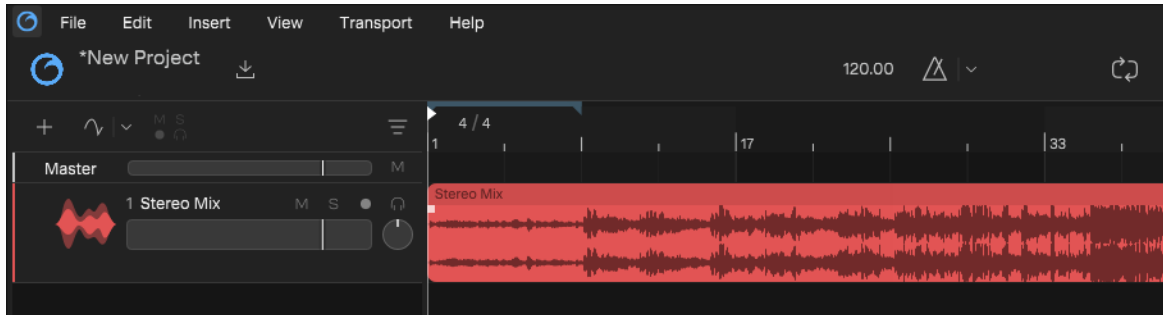 File Edit Insert View Transport Help
*New Project
120.00
M S
4/4
1 17 33
Master M
Stereo Mix
1 Stereo Mix M S